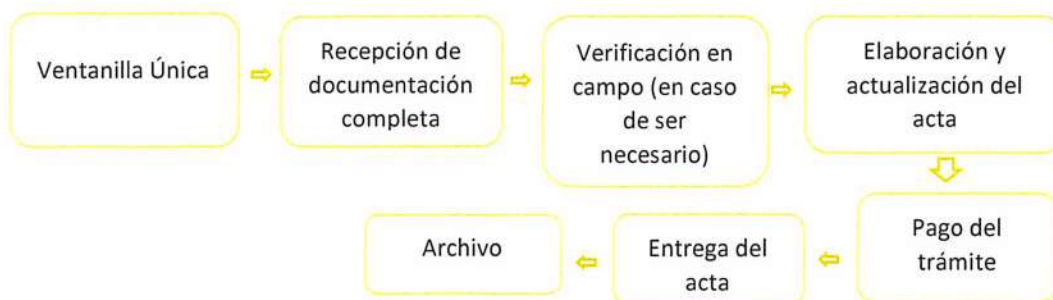 Ventanilla Única
Recepción de
documentación
completa
Verificación en
campo (en caso
de ser
necesario)
Elaboración y
actualización del
acta
Pago del
trámite
Entrega del
acta
Archivo